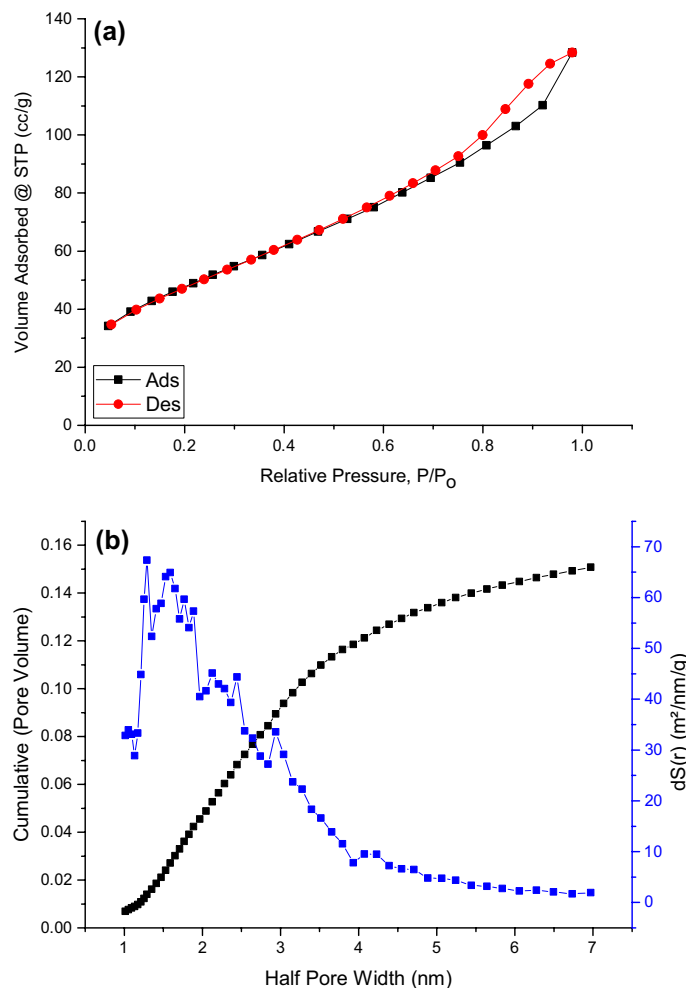 (a)
Volume Adsorbed @ STP (cc/g)
140
120
100
80
60
40
20
0
Ads
Des
0.0 0.2 0.4 0.6 0.8 1.0
Relative Pressure, P/Po
(b)
Cumulative (Pore Volume)
0.16
0.14
0.12
0.10
0.08
0.06
0.04
0.02
0.00
70
60
50
40
30
20
10
0
dS(r) (m²/nm/g)
1 2 3 4 5 6 7
Half Pore Width (nm)